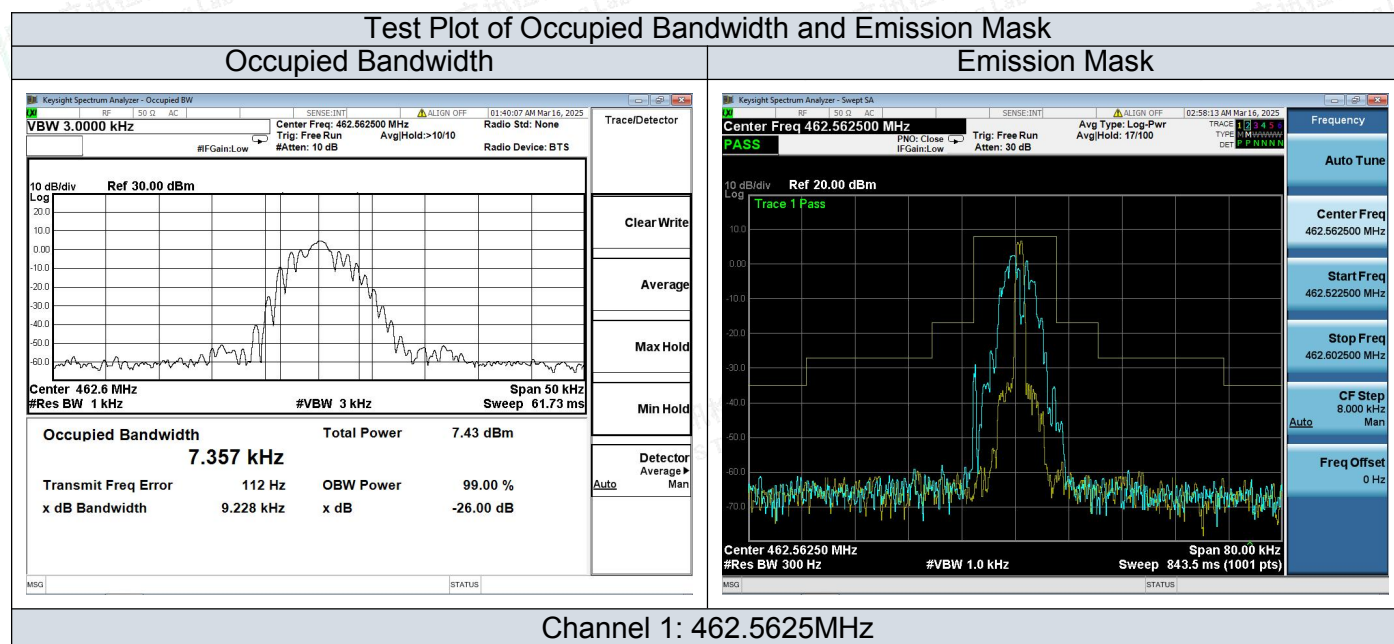 Test Plot of Occupied Bandwidth and Emission Mask
Occupied Bandwidth
Emission Mask
Keysight Spectrum Analyzer - Occupied BW
RF 50 Ω AC SENSE:INT ALIGN OFF 01:40:07 AM Mar 16, 2025
VBW 3.0000 kHz
Center Freq: 462.562500 MHz
Radio Std: None
Trig: Free Run Avg|Hold:>10/10
#IFGain:Low #Atten: 10 dB Radio Device: BTS
10 dB/div Ref 30.00 dBm
Log
20.0
10.0
0.00
-10.0
-20.0
-30.0
-40.0
-50.0
-60.0
Center 462.6 MHz Span 50 kHz
#Res BW 1 kHz #VBW 3 kHz Sweep 61.73 ms
Occupied Bandwidth Total Power 7.43 dBm
7.357 kHz
Transmit Freq Error 112 Hz OBW Power 99.00 %
x dB Bandwidth 9.228 kHz x dB -26.00 dB
MSG STATUS
Trace/Detector
Clear Write
Average
Max Hold
Min Hold
Detector
Average
Auto Man
Keysight Spectrum Analyzer - Swept SA
RF 50 Ω AC SENSE:INT ALIGN OFF 02:58:13 AM Mar 16, 2025
Center Freq 462.562500 MHz
Avg Type: Log-Pwr
TRACE 1 2 3 4 5 6
PASS
PNO: Close Trig: Free Run Avg|Hold: 17/100
TYPE M M W W W W
IFGain:Low Atten: 30 dB
DET P P N N N N
10 dB/div Ref 20.00 dBm
Log
Trace 1 Pass
10.0
0.00
-10.0
-20.0
-30.0
-40.0
-50.0
-60.0
-70.0
Center 462.56250 MHz Span 80.00 kHz
#Res BW 300 Hz #VBW 1.0 kHz Sweep 843.5 ms (1001 pts)
MSG STATUS
Frequency
Auto Tune
Center Freq
462.562500 MHz
Start Freq
462.522500 MHz
Stop Freq
462.602500 MHz
CF Step
8.000 kHz
Auto Man
Freq Offset
0 Hz
Channel 1: 462.5625MHz